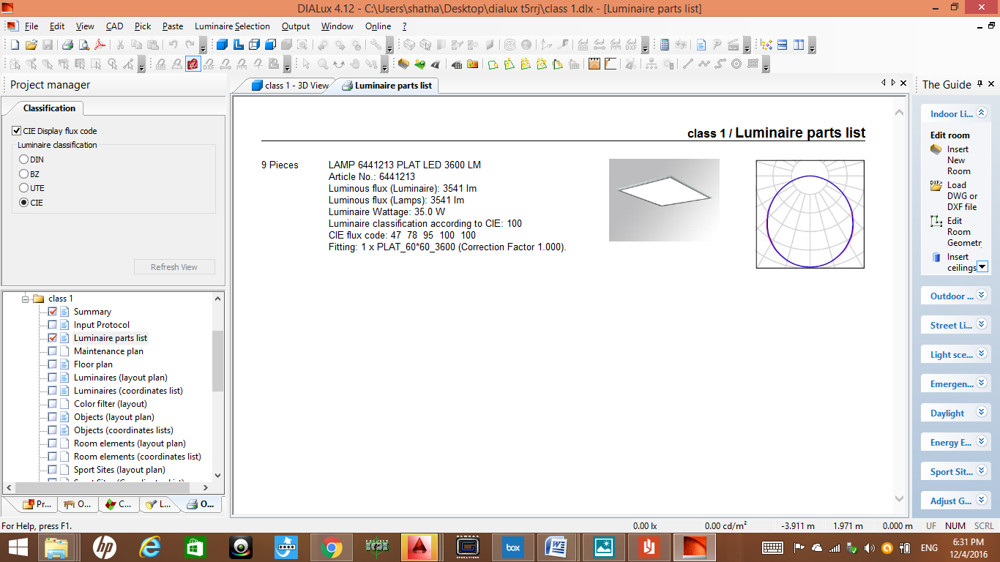 DIALux 4.12 - C:\Users\shatha\Desktop\dialux t5rrj\class 1.dlx - [Luminaire parts list]
File Edit View CAD Pick Paste Luminaire Selection Output Window Online ?
Project manager
Classification
CIE Display flux code
Luminaire classification
DIN
BZ
UTE
CIE
Refresh View
class 1
Summary
Input Protocol
Luminaire parts list
Maintenance plan
Floor plan
Luminaires (layout plan)
Luminaires (coordinates list)
Color filter (layout)
Objects (layout plan)
Objects (coordinates lists)
Room elements (layout plan)
Room elements (coordinates list)
Sport Sites (layout plan)
Pr... O... C... L... O...
class 1 - 3D View Luminaire parts list
class 1 / Luminaire parts list
9 Pieces LAMP 6441213 PLAT LED 3600 LM
Article No.: 6441213
Luminous flux (Luminaire): 3541 lm
Luminous flux (Lamps): 3541 lm
Luminaire Wattage: 35.0 W
Luminaire classification according to CIE: 100
CIE flux code: 47 78 95 100 100
Fitting: 1 x PLAT_60*60_3600 (Correction Factor 1.000).
The Guide
Indoor Li...
Edit room
Insert
New
Room
DXF
Load
DWG or
DXF file
Edit
Room
Geometr
Insert
ceilings
Outdoor ...
Street Li...
Light sce...
Emergen...
Daylight
Energy E...
Sport Sit...
Adjust G...
For Help, press F1. 0.00 lx 0.00 cd/m² -3.911 m 1.971 m 0.000 m UF NUM SCRL
hp box ENG 6:31 PM
12/4/2016